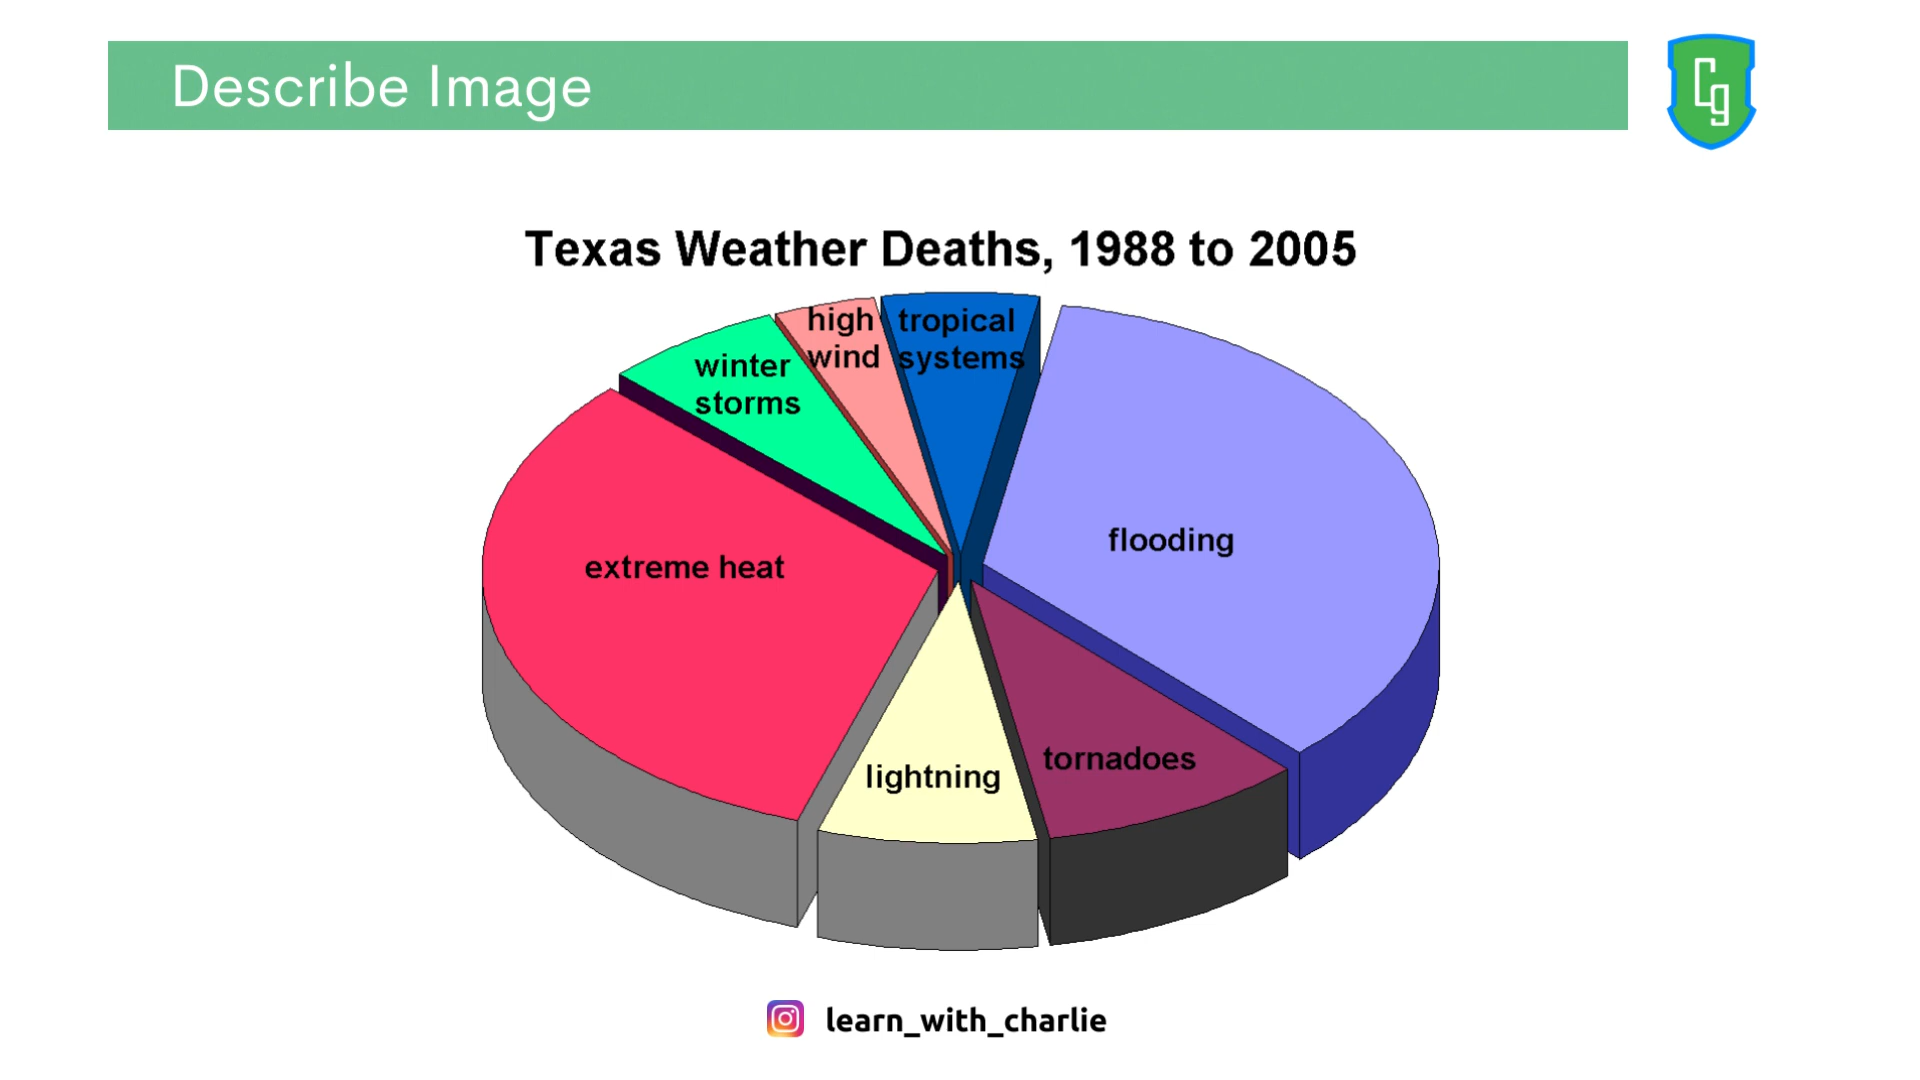 Describe Image
Cg
Texas Weather Deaths, 1988 to 2005
high
wind
tropical
systems
winter
storms
flooding
extreme heat
tornadoes
lightning
learn_with_charlie